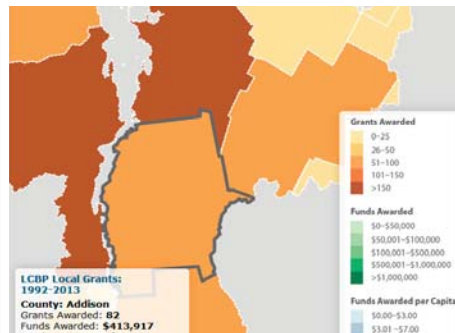 Grants Awarded
0-25
26-50
51-100
101-150
>150
Funds Awarded
$0-$50,000
$50,001-$100,000
$100,001-$500,000
$500,001-$1,000,000
>$1,000,000
Funds Awarded per Capita
$0.00-$3.00
$3.01-$7.00
LCBP Local Grants:
1992-2013
County: Addison
Grants Awarded: 82
Funds Awarded: $413,917